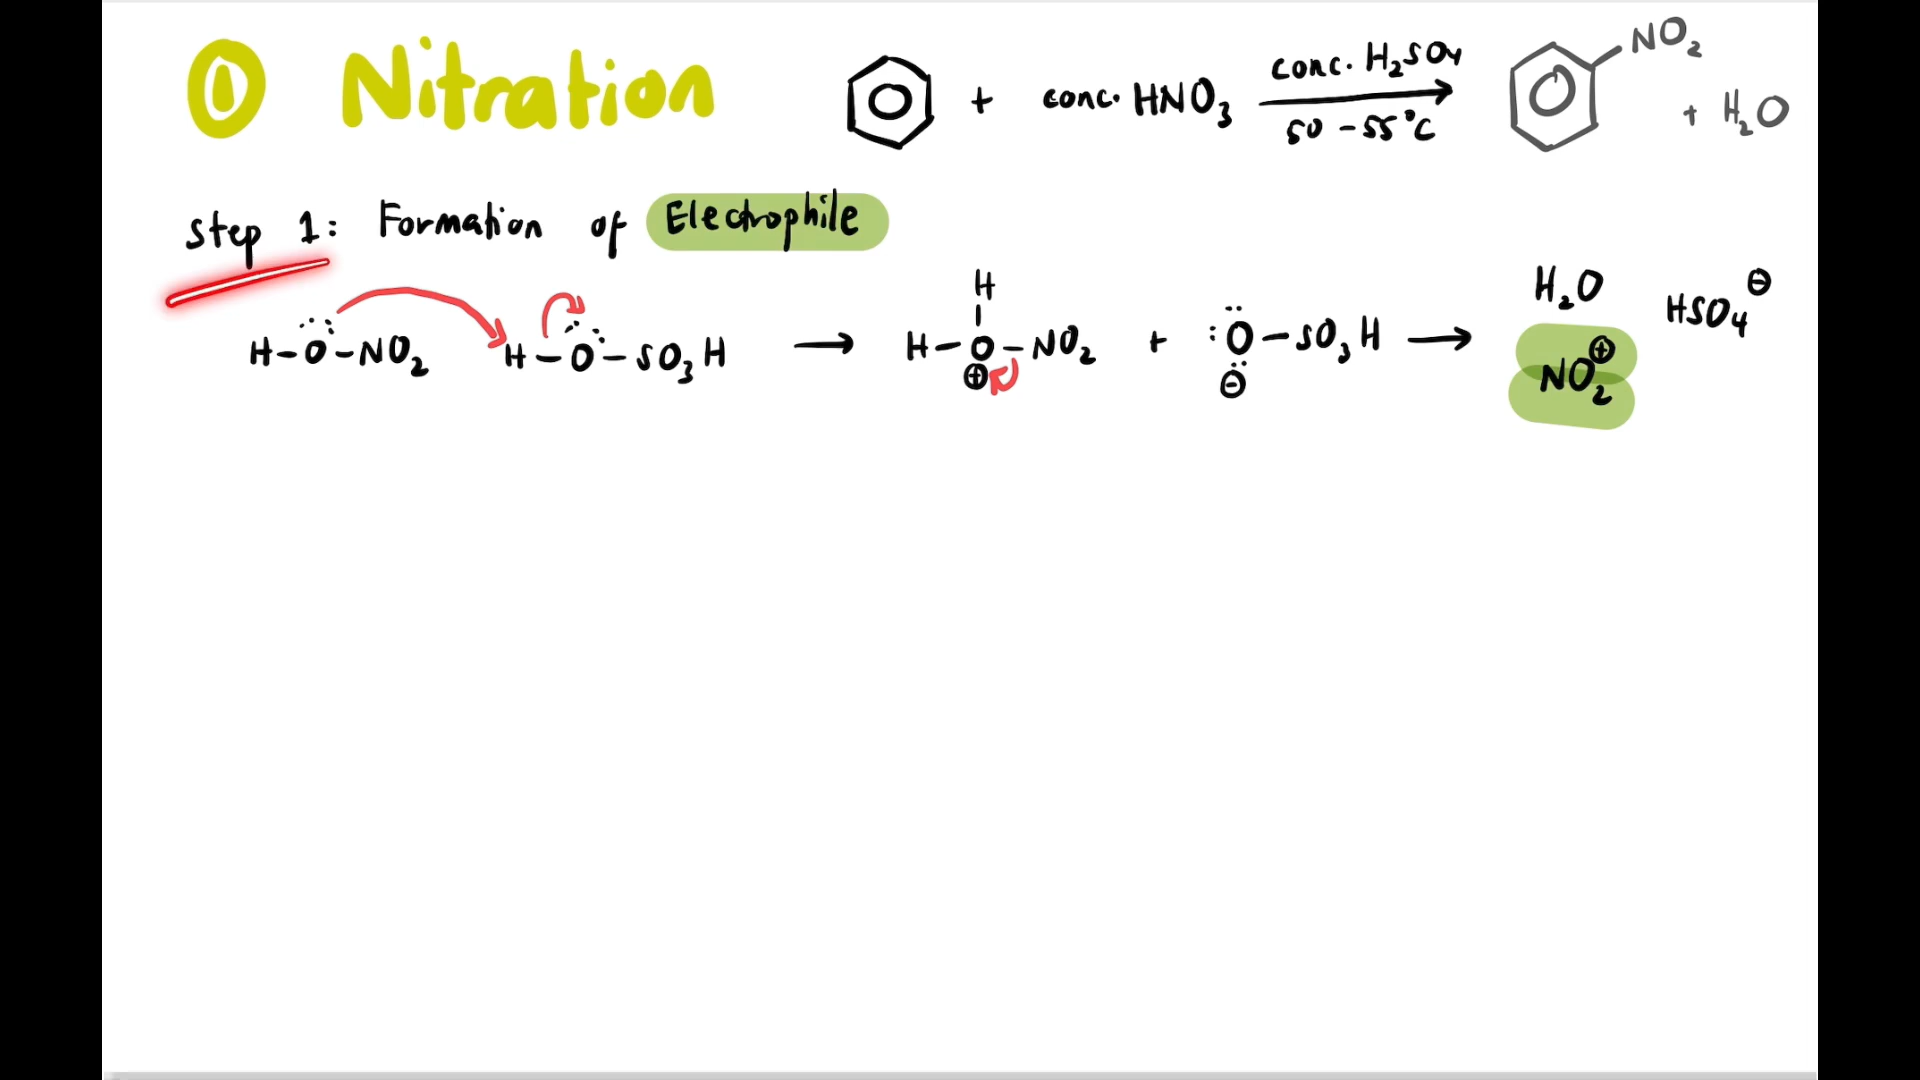 ① Nitration
+ conc. HNO₃ conc. H₂SO₄ 50 - 55°C NO₂ + H₂O
Step 1: Formation of Electrophile
H-Ö-NO₂ H-Ö-SO₃H → H-O-NO₂ H ⊕ + :Ö-SO₃H ⊖ → H₂O NO₂⊕ HSO₄⊖